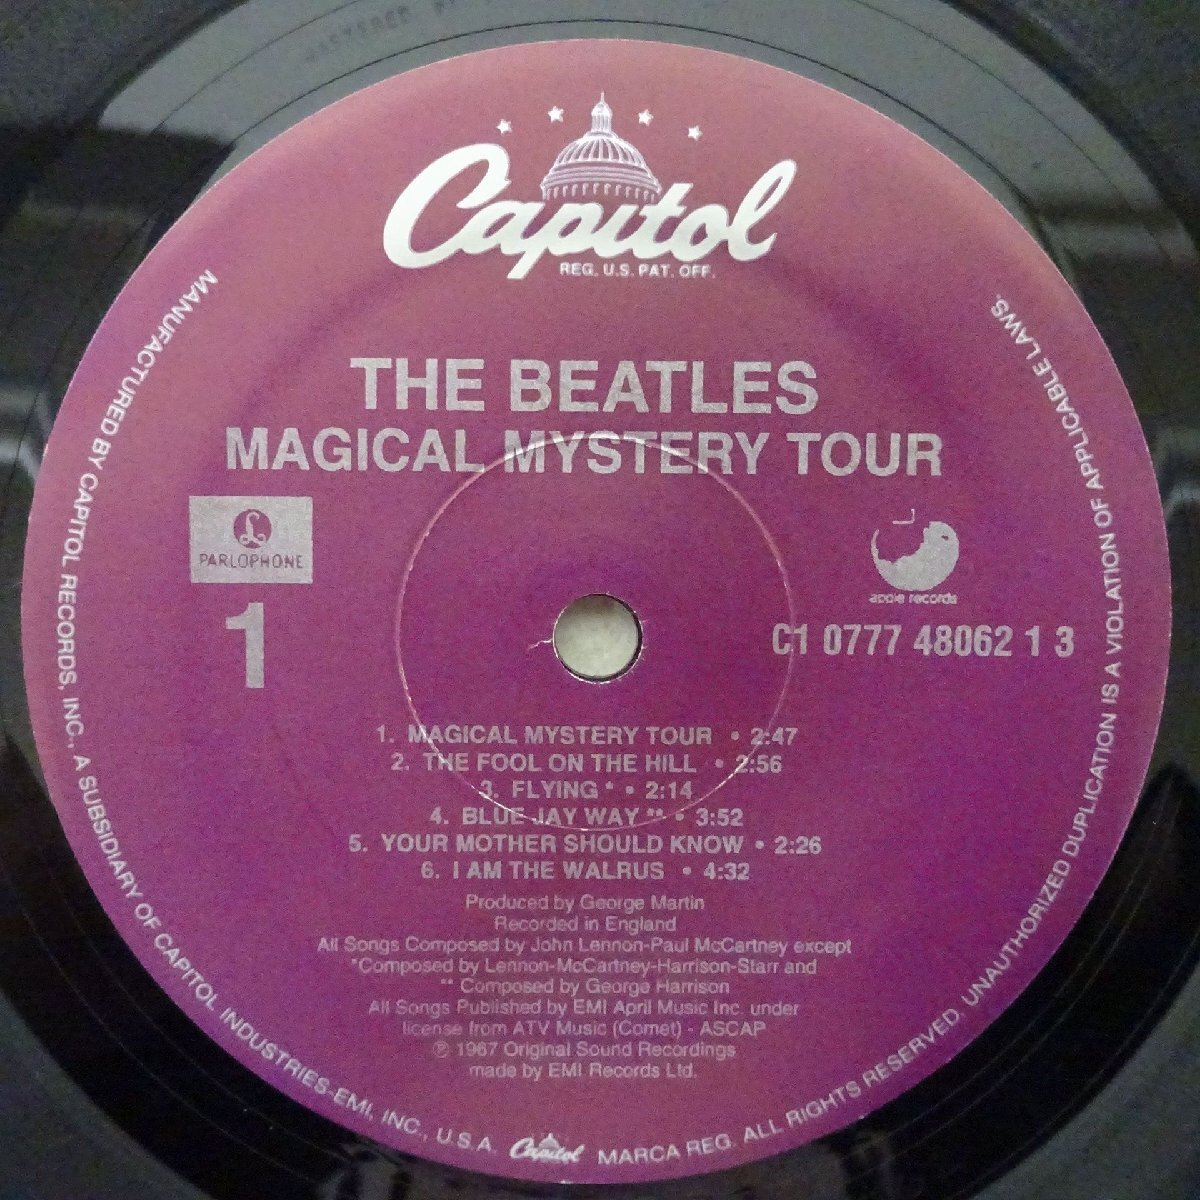 Capitol
REG. U.S. PAT. OFF.
THE BEATLES
MAGICAL MYSTERY TOUR
PARLOPHONE
1
apple records
C1 0777 48062 1 3
1. MAGICAL MYSTERY TOUR • 2:47
2. THE FOOL ON THE HILL • 2:56
3. FLYING * • 2:14
4. BLUE JAY WAY ** • 3:52
5. YOUR MOTHER SHOULD KNOW • 2:26
6. I AM THE WALRUS • 4:32
Produced by George Martin
Recorded in England
All Songs Composed by John Lennon-Paul McCartney except
*Composed by Lennon-McCartney-Harrison-Starr and
** Composed by George Harrison
All Songs Published by EMI April Music Inc. under
license from ATV Music (Comet) - ASCAP
℗ 1967 Original Sound Recordings
made by EMI Records Ltd.
MANUFACTURED BY CAPITOL RECORDS, INC., A SUBSIDIARY OF CAPITOL INDUSTRIES-EMI, INC., U.S.A. Capitol MARCA REG. ALL RIGHTS RESERVED. UNAUTHORIZED DUPLICATION IS A VIOLATION OF APPLICABLE LAWS.